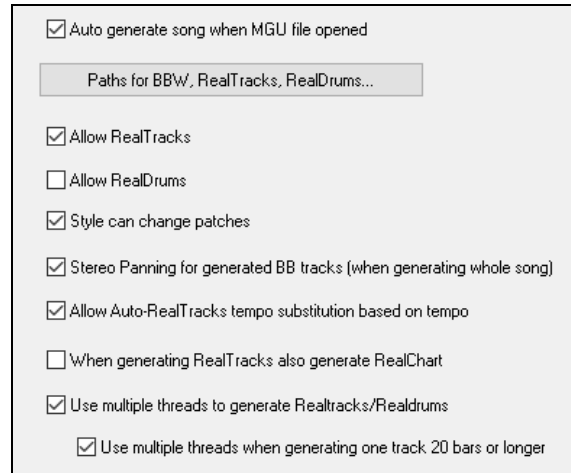 Auto generate song when MGU file opened
Paths for BBW, RealTracks, RealDrums...
Allow RealTracks
Allow RealDrums
Style can change patches
Stereo Panning for generated BB tracks (when generating whole song)
Allow Auto-RealTracks tempo substitution based on tempo
When generating RealTracks also generate RealChart
Use multiple threads to generate Realtracks/Realdrums
Use multiple threads when generating one track 20 bars or longer